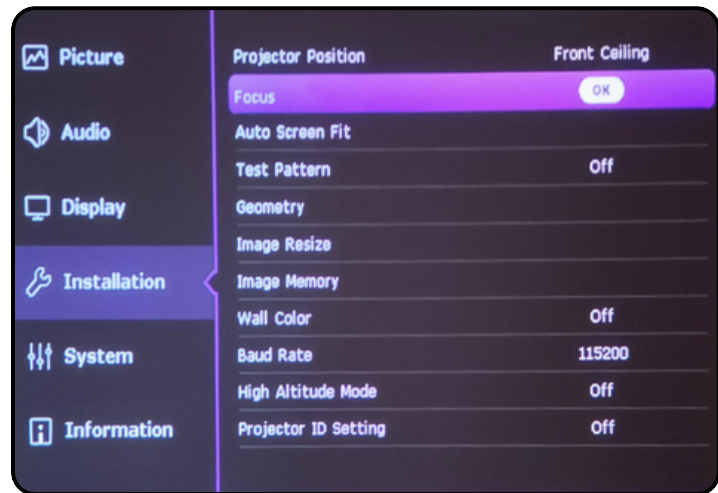 Picture
Audio
Display
Installation
System
Information
Projector Position Front Ceiling
Focus OK
Auto Screen Fit
Test Pattern Off
Geometry
Image Resize
Image Memory
Wall Color Off
Baud Rate 115200
High Altitude Mode Off
Projector ID Setting Off